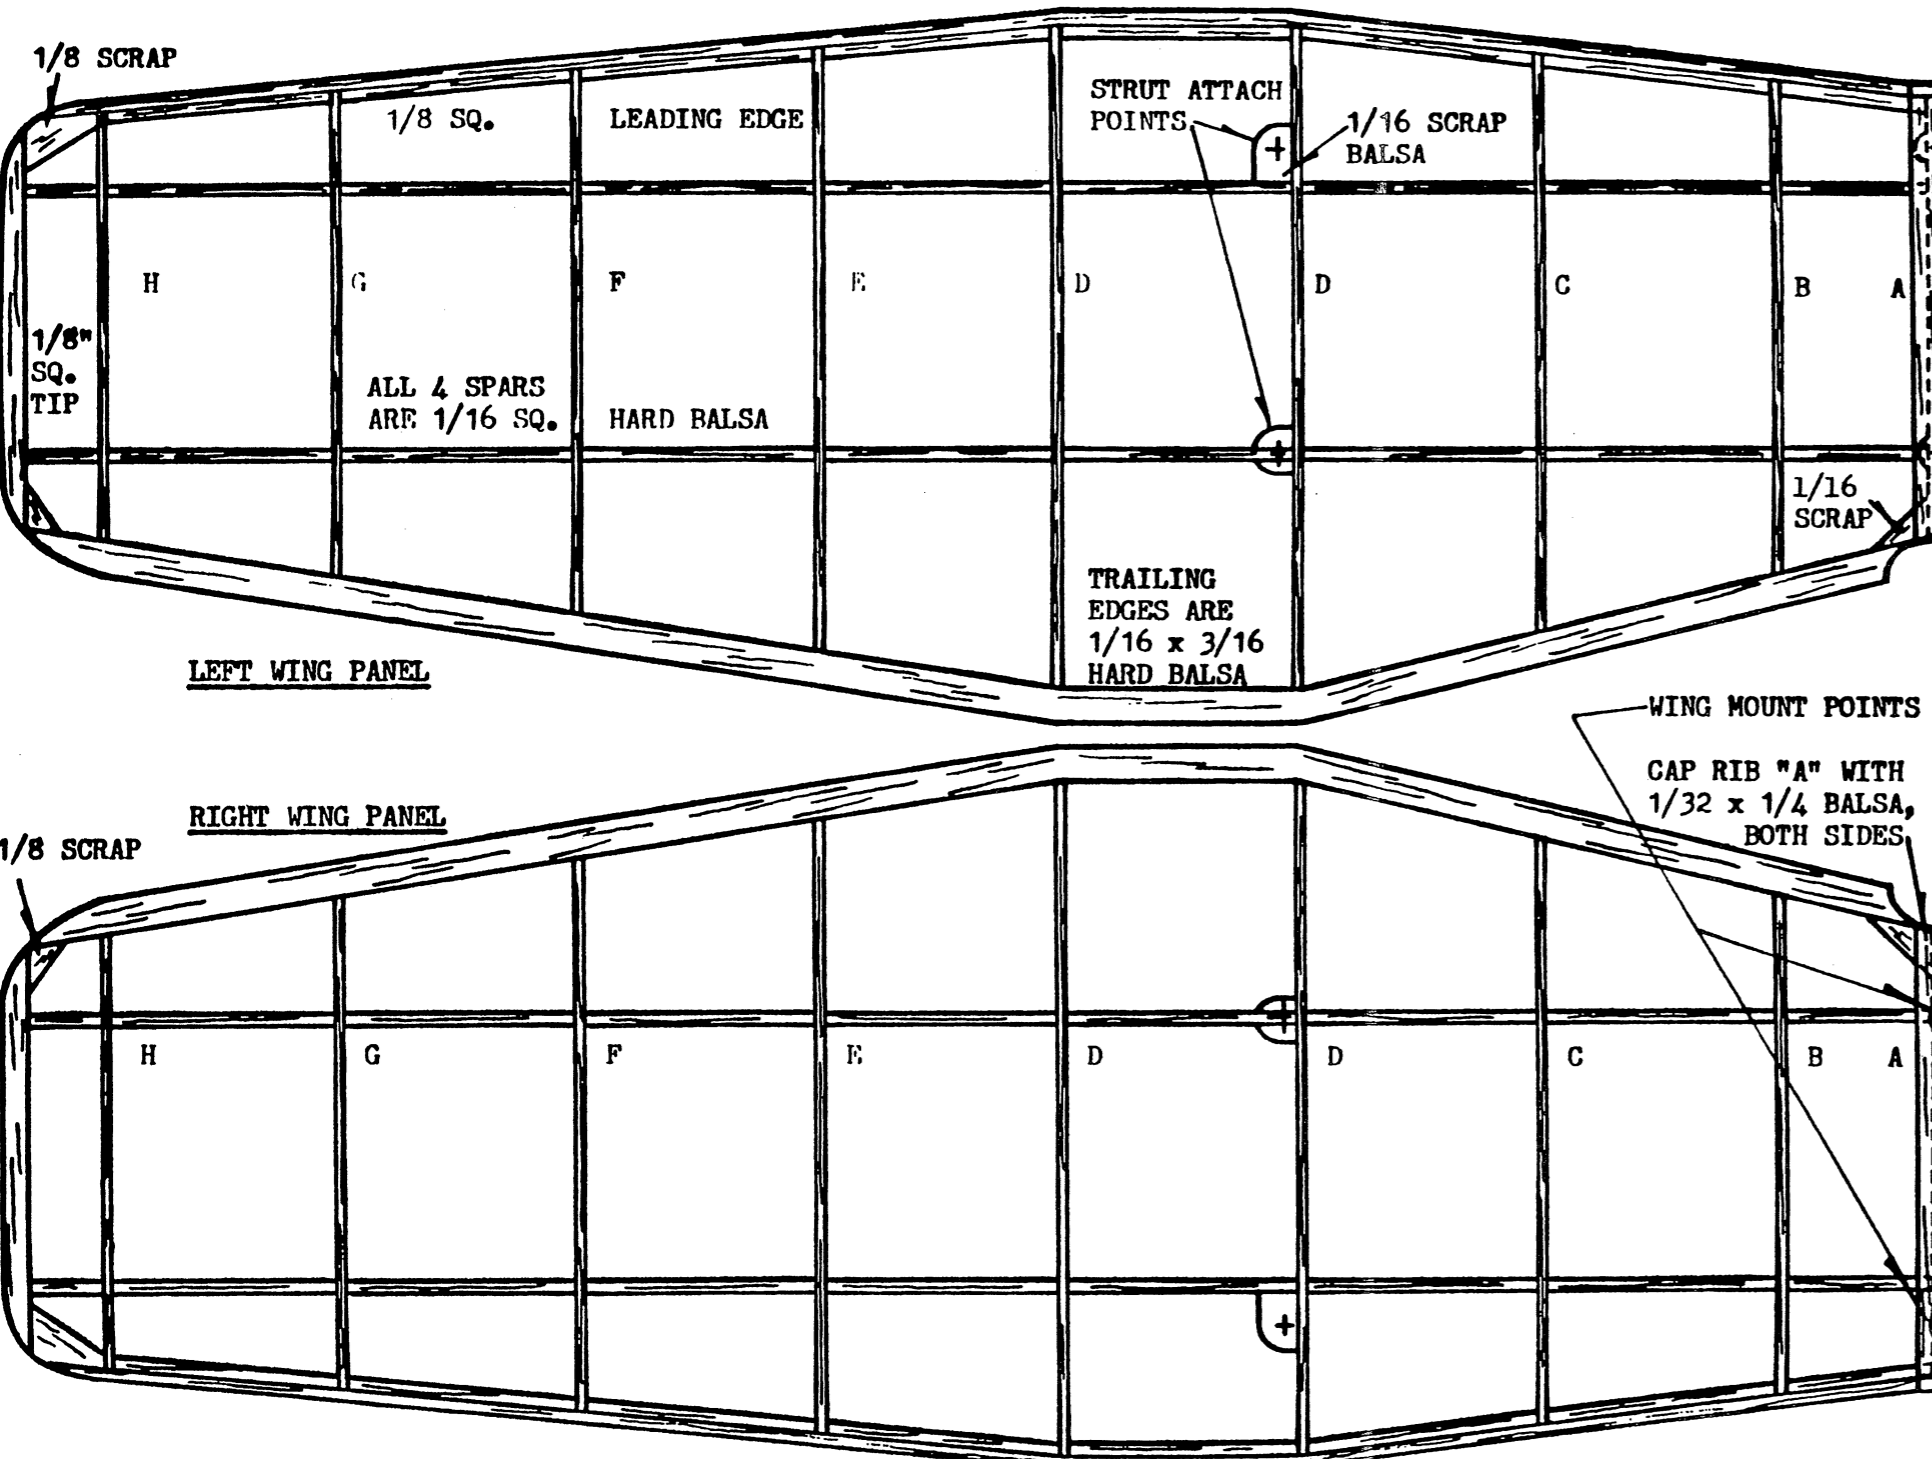 1/8 SCRAP
1/8 SQ.
LEADING EDGE
STRUT ATTACH
POINTS
1/16 SCRAP
BALSA
H
G
F
E
D
D
C
B
A
1/8"
SQ.
TIP
ALL 4 SPARS
ARE 1/16 SQ.
HARD BALSA
1/16
SCRAP
TRAILING
EDGES ARE
1/16 x 3/16
HARD BALSA
LEFT WING PANEL
WING MOUNT POINTS
CAP RIB "A" WITH
1/32 x 1/4 BALSA,
BOTH SIDES
RIGHT WING PANEL
1/8 SCRAP
H
G
F
E
D
D
C
B
A